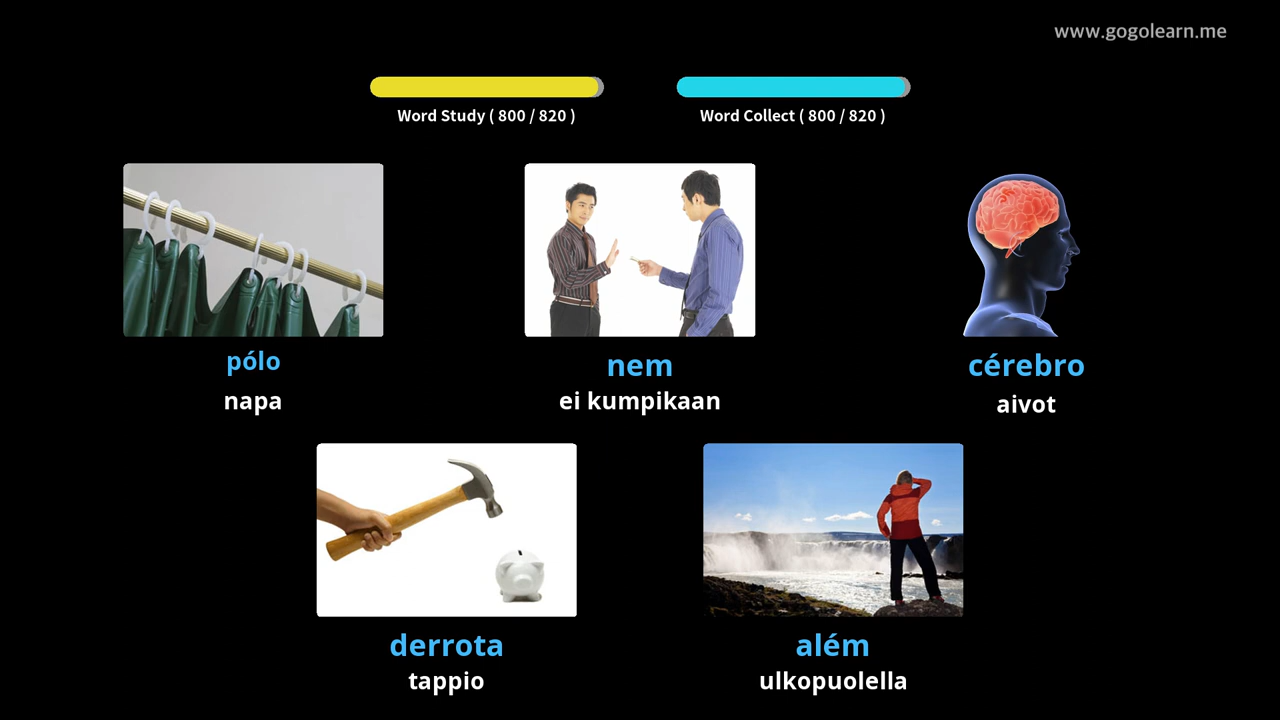 www.gogolearn.me
Word Study ( 800 / 820 )
Word Collect ( 800 / 820 )
pólo
napa
nem
ei kumpikaan
cérebro
aivot
derrota
tappio
além
ulkopuolella